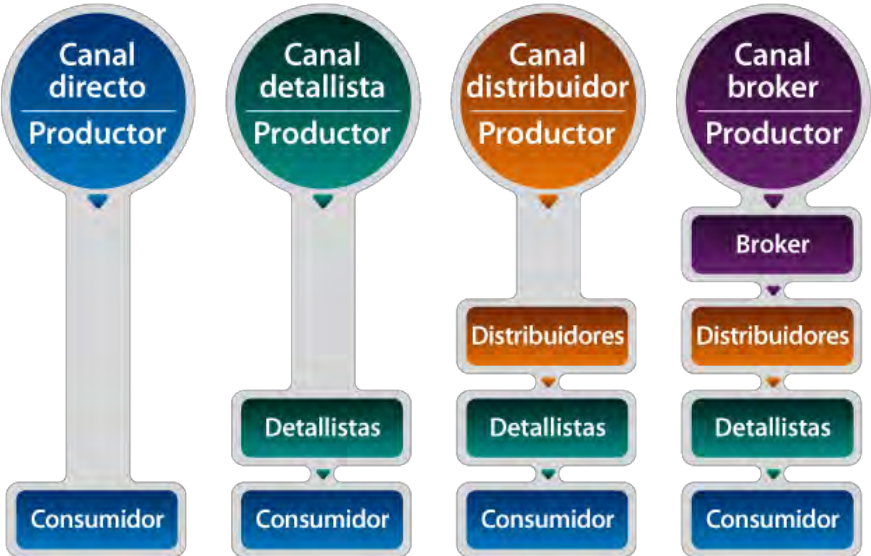 Canal
directo
Productor
Consumidor
Canal
detallista
Productor
Detallistas
Consumidor
Canal
distribuidor
Productor
Distribuidores
Detallistas
Consumidor
Canal
broker
Productor
Broker
Distribuidores
Detallistas
Consumidor